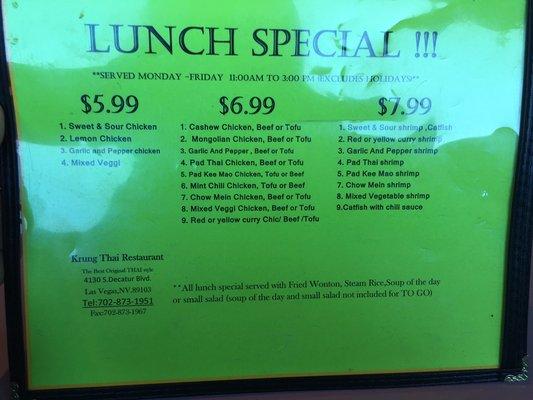 LUNCH SPECIAL !!!
**SERVED MONDAY -FRIDAY 11:00AM TO 3:00 PM (EXCLUDES HOLIDAYS)**
$5.99
1. Sweet & Sour Chicken
2. Lemon Chicken
3. Garlic and Pepper chicken
4. Mixed Veggi
$6.99
1. Cashew Chicken, Beef or Tofu
2. Mongolian Chicken, Beef or Tofu
3. Garlic And Pepper , Beef or Tofu
4. Pad Thai Chicken, Beef or Tofu
5. Pad Kee Mao Chicken, Tofu or Beef
6. Mint Chili Chicken, Tofu or Beef
7. Chow Mein Chicken, Beef or Tofu
8. Mixed Veggi Chicken, Beef or Tofu
9. Red or yellow curry Chic/ Beef /Tofu
$7.99
1. Sweet & Sour shrimp ,Catfish
2. Red or yellow curry shrimp
3. Garlic And Pepper shrimp
4. Pad Thai shrimp
5. Pad Kee Mao shrimp
7. Chow Mein shrimp
8. Mixed Vegetable shrimp
9.Catfish with chili sauce
Krung Thai Restaurant
The Best Original THAI style
4130 S.Decatur Blvd.
Las Vegas,NV.89103
Tel:702-873-1951
Fax:702-873-1967
**All lunch special served with Fried Wonton, Steam Rice,Soup of the day
or small salad (soup of the day and small salad not included for TO GO)